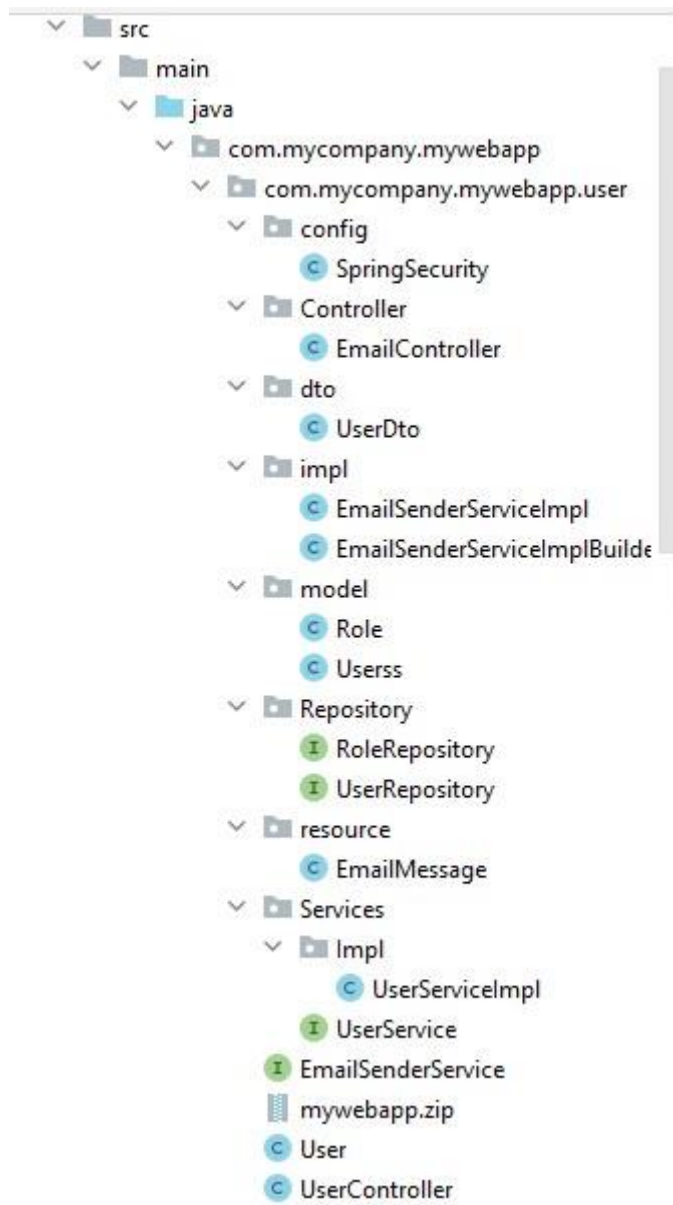 src
main
java
com.mycompany.mywebapp
com.mycompany.mywebapp.user
config
C SpringSecurity
Controller
C EmailController
dto
C UserDto
impl
C EmailSenderServiceImpl
C EmailSenderServiceImplBuilde
model
C Role
C Userss
Repository
I RoleRepository
I UserRepository
resource
C EmailMessage
Services
Impl
C UserServiceImpl
I UserService
I EmailSenderService
mywebapp.zip
C User
C UserController